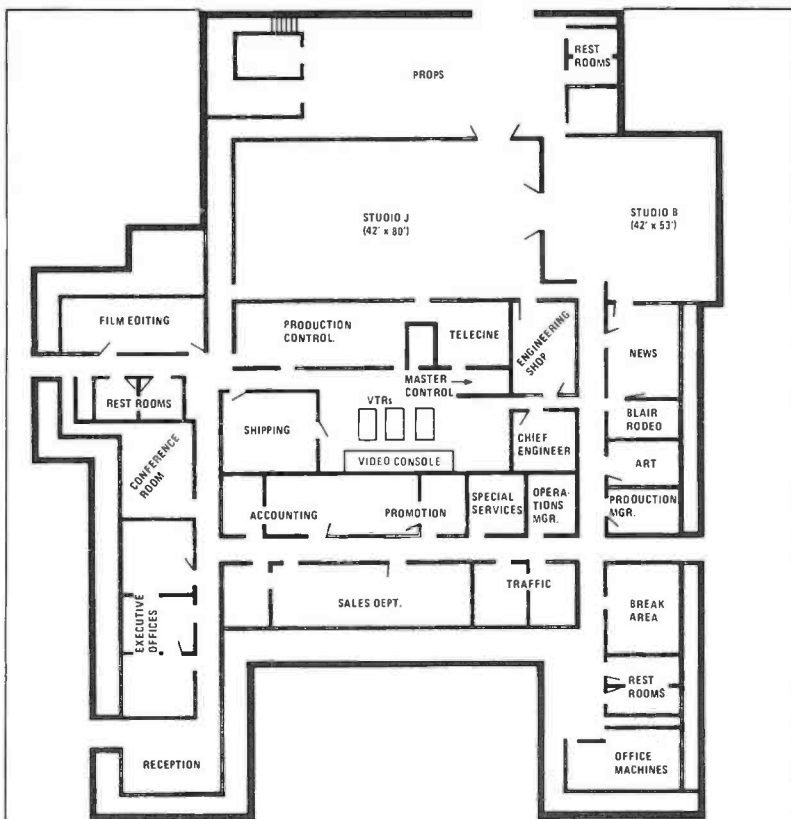 REST
ROOMS
PROPS
STUDIO J
(42' x 80')
STUDIO B
(42' x 53')
FILM EDITING
PRODUCTION
CONTROL.
TELECINE
ENGINEERING
SHOP
NEWS
MASTER
CONTROL
REST ROOMS
VTRs
BLAIR
RODEO
SHIPPING
CHIEF
ENGINEER
CONFERENCE
ROOM
VIDEO CONSOLE
ART
ACCOUNTING
PROMOTION
SPECIAL
SERVICES
OPERA-
TIONS
MGR.
PRODUCTION
MGR.
EXECUTIVE
OFFICES
SALES DEPT.
TRAFFIC
BREAK
AREA
REST
ROOMS
RECEPTION
OFFICE
MACHINES